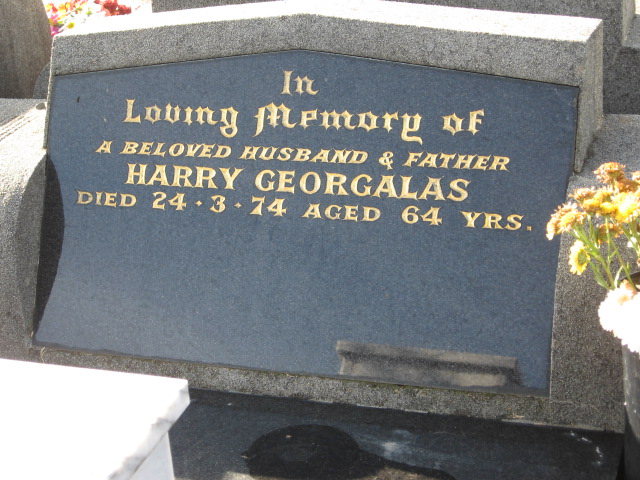 In
Loving Memory of
A BELOVED HUSBAND & FATHER
HARRY GEORGALAS
DIED 24 · 3 · 74 AGED 64 YRS.